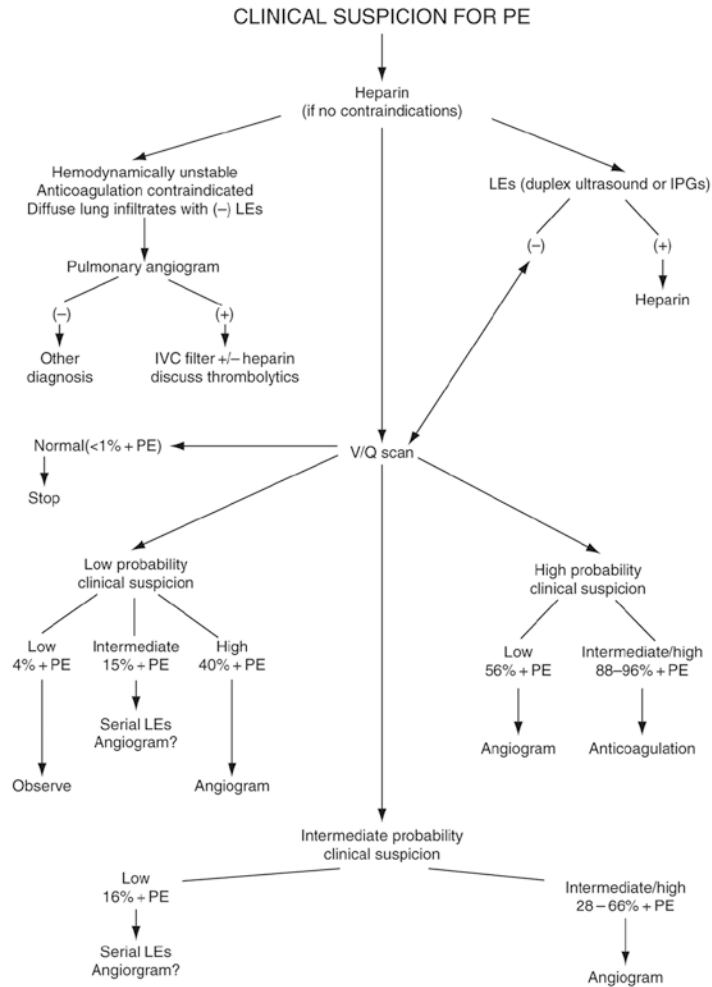 CLINICAL SUSPICION FOR PE
Heparin
(if no contraindications)
Hemodynamically unstable
Anticoagulation contraindicated
Diffuse lung infiltrates with (−) LEs
LEs (duplex ultrasound or IPGs)
(−)
(+)
Pulmonary angiogram
Heparin
(−)
(+)
Other
diagnosis
IVC filter +/− heparin
discuss thrombolytics
Normal(<1% + PE)
V/Q scan
Stop
Low probability
clinical suspicion
High probability
clinical suspicion
Low
4% + PE
Intermediate
15% + PE
High
40% + PE
Low
56% + PE
Intermediate/high
88–96% + PE
Serial LEs
Angiogram?
Observe
Angiogram
Angiogram
Anticoagulation
Intermediate probability
clinical suspicion
Low
16% + PE
Intermediate/high
28 – 66% + PE
Serial LEs
Angiorgram?
Angiogram